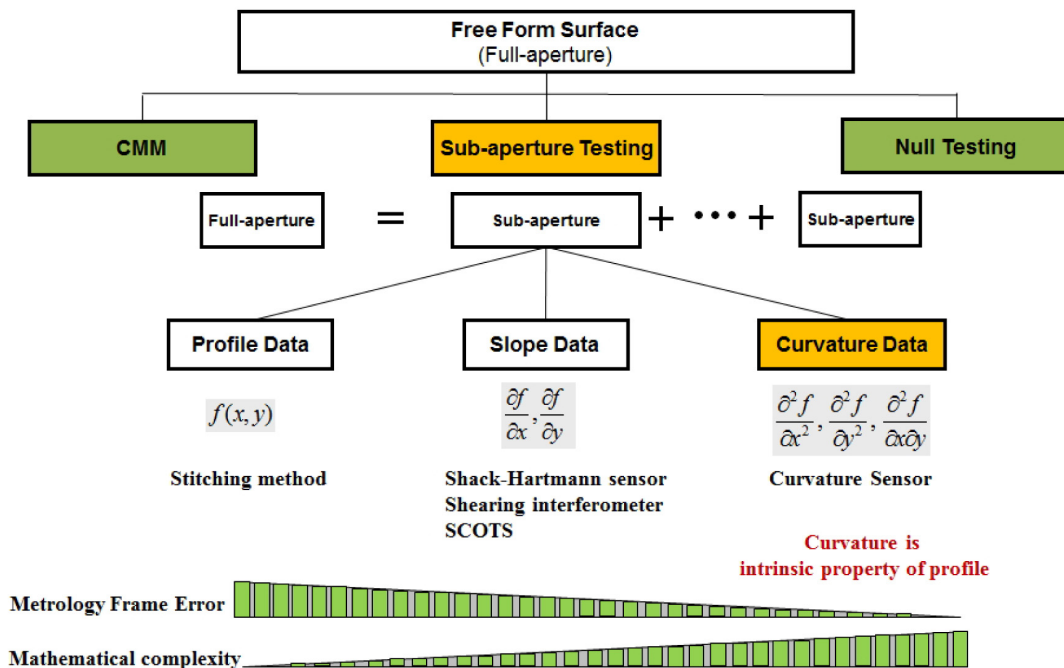 Free Form Surface
(Full-aperture)
CMM
Sub-aperture Testing
Null Testing
Full-aperture = Sub-aperture + ••• + Sub-aperture
Profile Data
Slope Data
Curvature Data
f(x, y)
∂f/∂x, ∂f/∂y
∂²f/∂x², ∂²f/∂y², ∂²f/∂x∂y
Stitching method
Shack-Hartmann sensor
Shearing interferometer
SCOTS
Curvature Sensor
Curvature is
intrinsic property of profile
Metrology Frame Error
Mathematical complexity